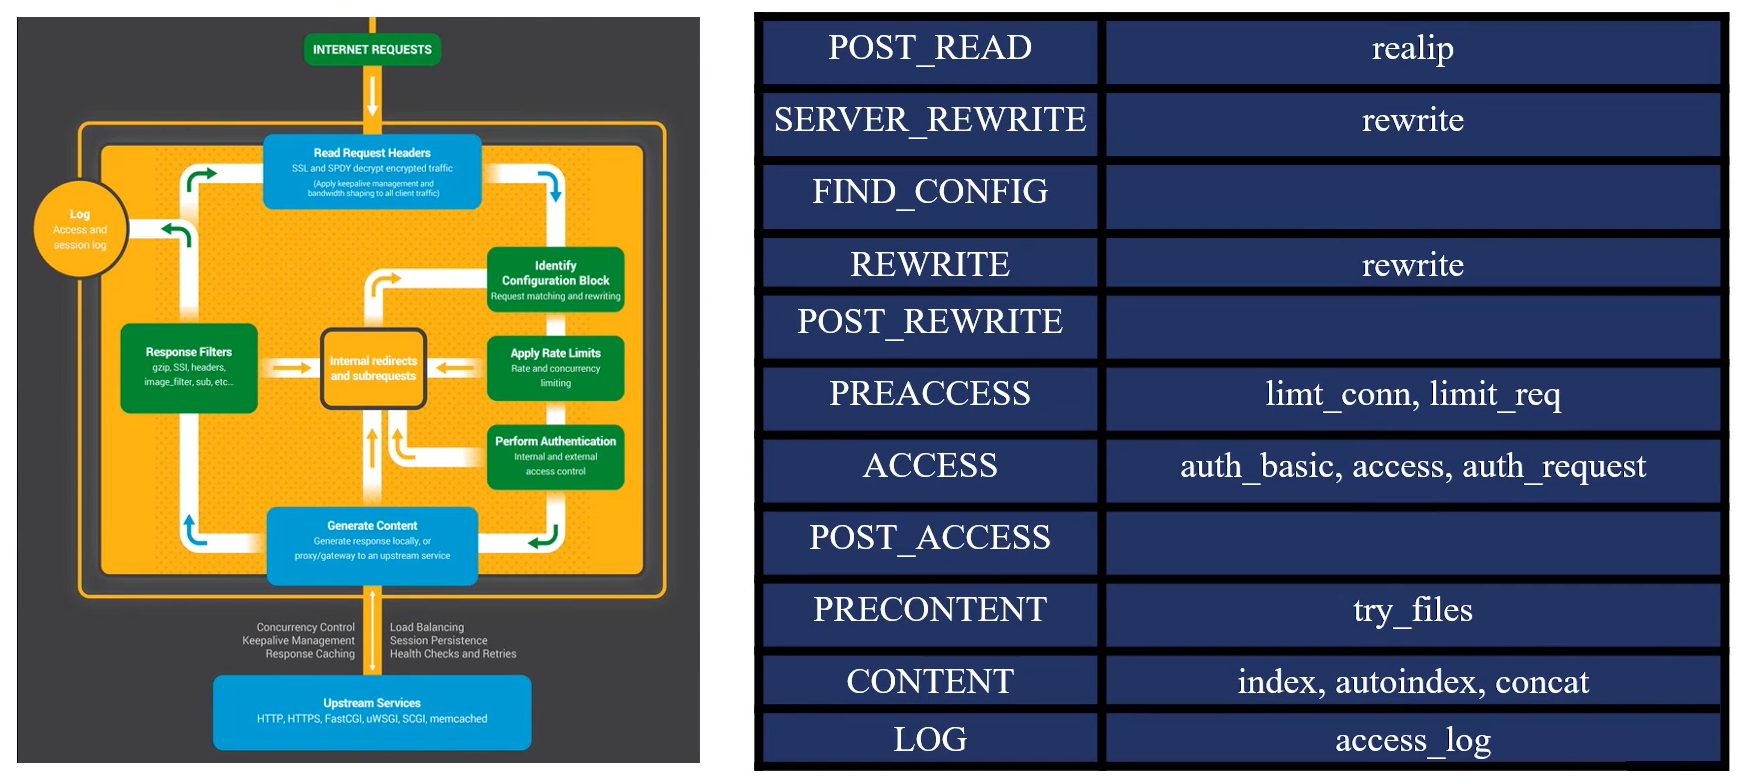 INTERNET REQUESTS
Read Request Headers
SSL and SPDY decrypt encrypted traffic
(Apply keepalive management and
bandwidth shaping to all client traffic)
Log
Access and
session log
Identify
Configuration Block
Request matching and rewriting
Response Filters
gzip, SSI, headers,
image_filter, sub, etc...
Internal redirects
and subrequests
Apply Rate Limits
Rate and concurrency
limiting
Perform Authentication
Internal and external
access control
Generate Content
Generate response locally, or
proxy/gateway to an upstream service
Concurrency Control
Keepalive Management
Response Caching
Load Balancing
Session Persistence
Health Checks and Retries
Upstream Services
HTTP, HTTPS, FastCGI, uWSGI, SCGI, memcached
POST_READ realip
SERVER_REWRITE rewrite
FIND_CONFIG
REWRITE rewrite
POST_REWRITE
PREACCESS limt_conn, limit_req
ACCESS auth_basic, access, auth_request
POST_ACCESS
PRECONTENT try_files
CONTENT index, autoindex, concat
LOG access_log